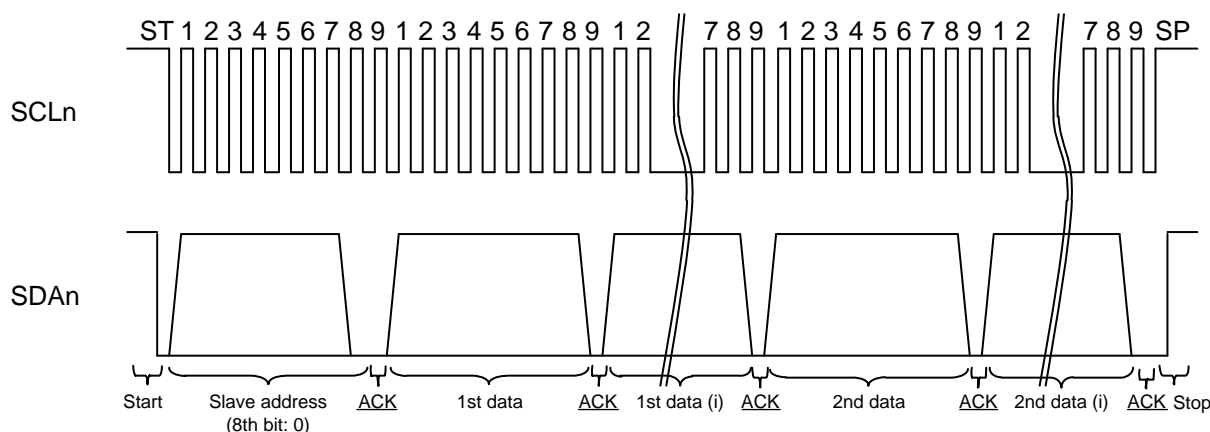 ST 1 2 3 4 5 6 7 8 9 1 2 3 4 5 6 7 8 9 1 2 7 8 9 1 2 3 4 5 6 7 8 9 1 2 7 8 9 SP
SCLn
SDAn
Start Slave address ACK 1st data ACK 1st data (i) ACK 2nd data ACK 2nd data (i) ACK Stop
(8th bit: 0)